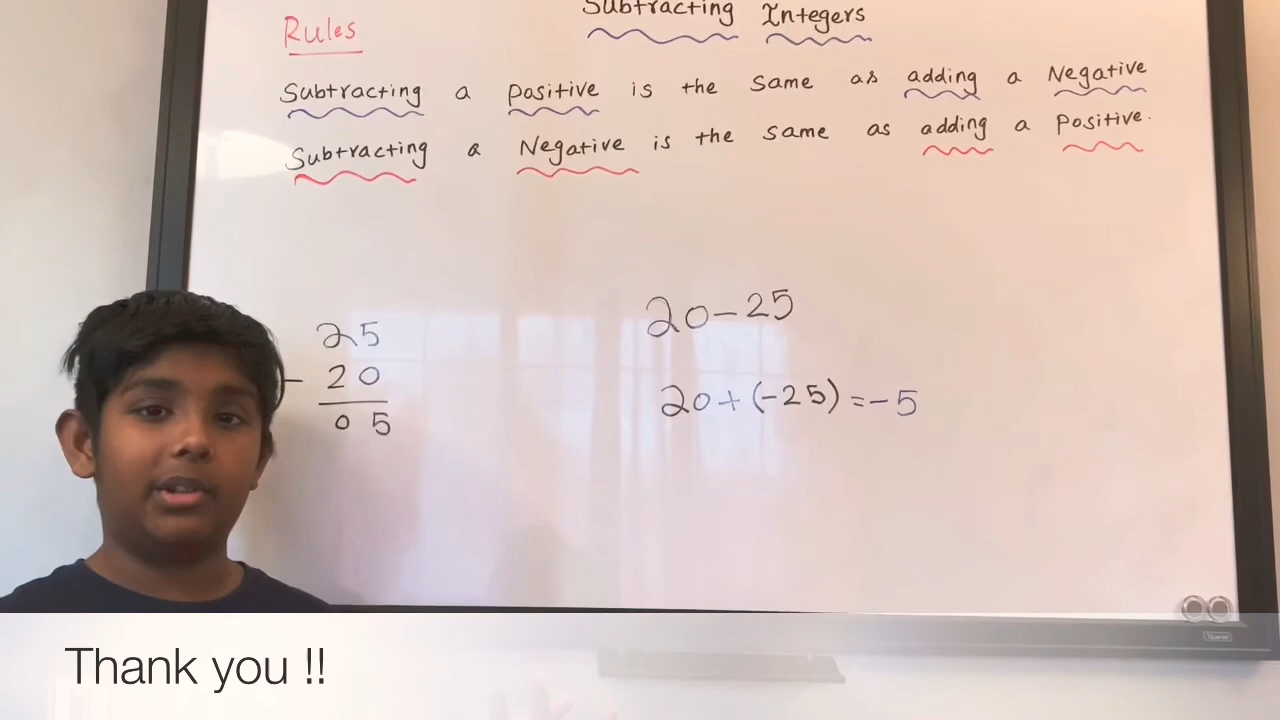 Subtracting Integers
Rules
Subtracting a positive is the same as adding a Negative
Subtracting a Negative is the same as adding a Positive.
25
- 20
05
20-25
20+(-25)=-5
Thank you !!